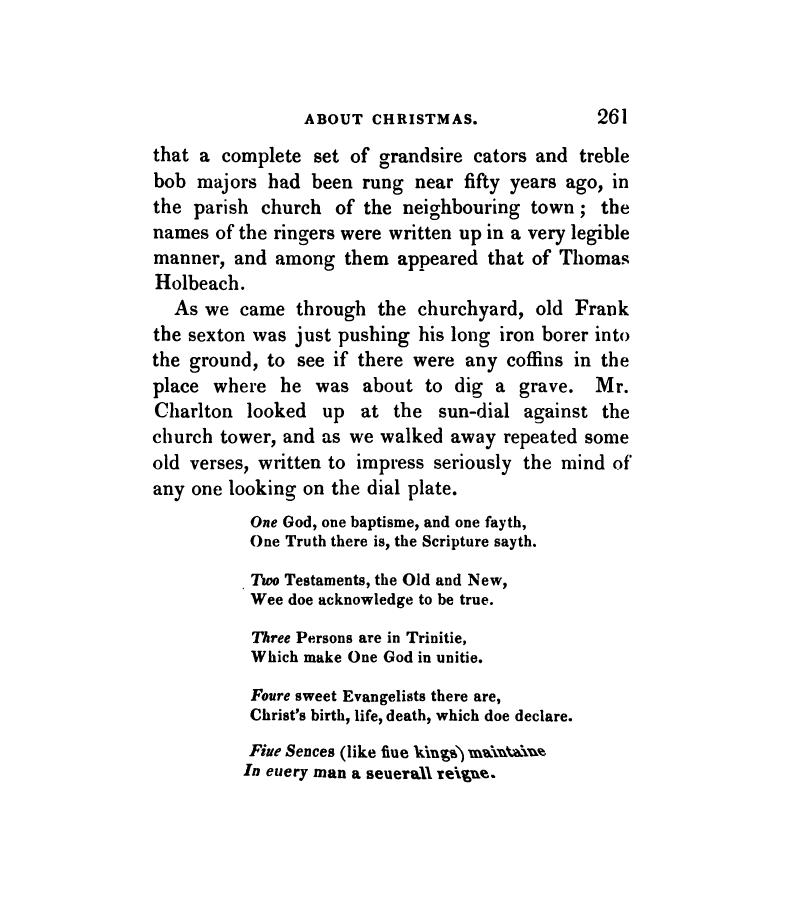 ABOUT CHRISTMAS. 261
that a complete set of grandsire cators and treble
bob majors had been rung near fifty years ago, in
the parish church of the neighbouring town; the
names of the ringers were written up in a very legible
manner, and among them appeared that of Thomas
Holbeach.
As we came through the churchyard, old Frank
the sexton was just pushing his long iron borer into
the ground, to see if there were any coffins in the
place where he was about to dig a grave. Mr.
Charlton looked up at the sun-dial against the
church tower, and as we walked away repeated some
old verses, written to impress seriously the mind of
any one looking on the dial plate.
One God, one baptisme, and one fayth,
One Truth there is, the Scripture sayth.
Two Testaments, the Old and New,
Wee doe acknowledge to be true.
Three Persons are in Trinitie,
Which make One God in unitie.
Foure sweet Evangelists there are,
Christ's birth, life, death, which doe declare.
Fiue Sences (like fiue kings) maintaine
In euery man a seuerall reigne.